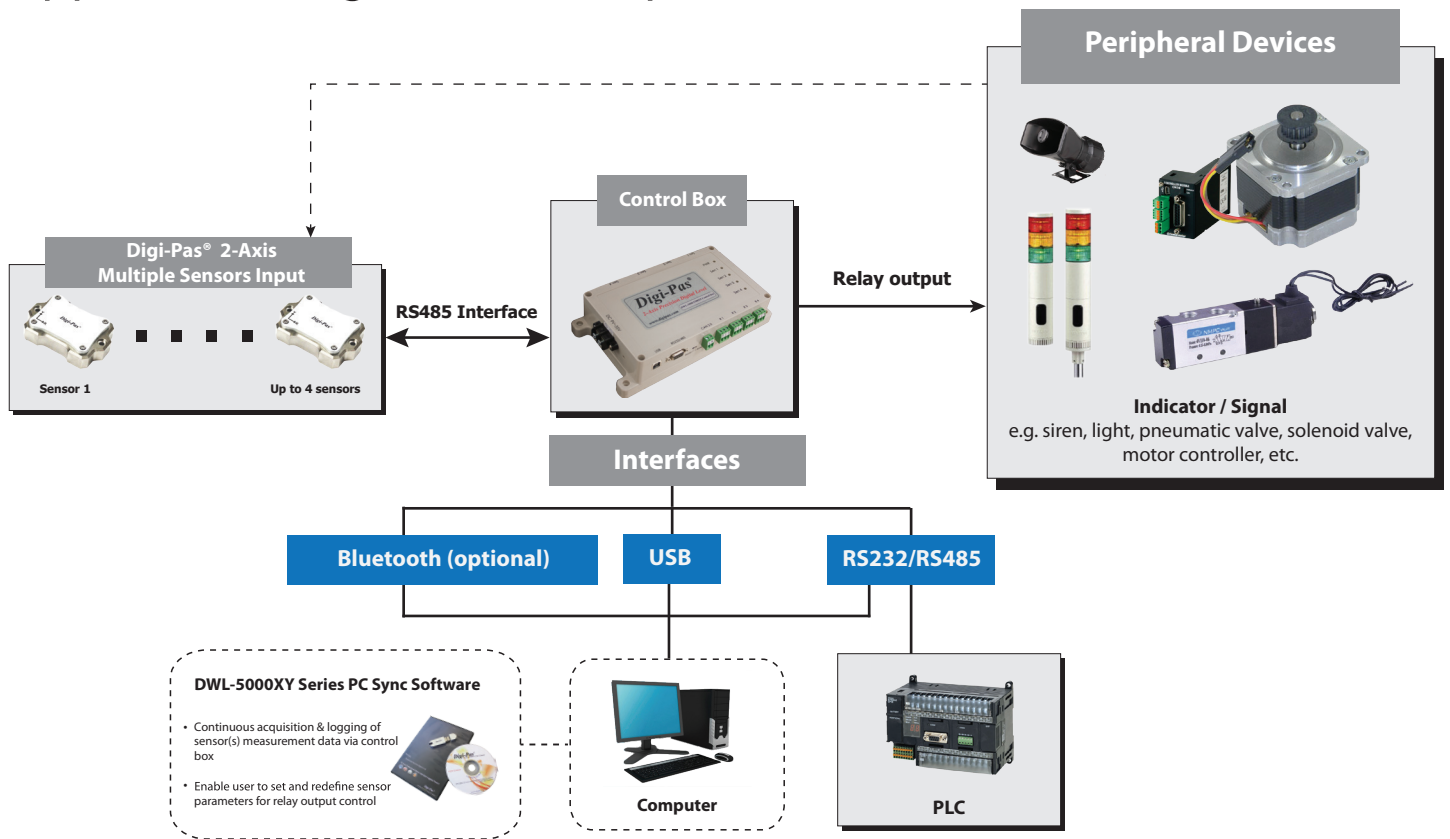 Peripheral Devices
Control Box
Digi-Pas® 2-Axis
Multiple Sensors Input
Digi-Pas®
RS485 Interface
Relay output
Sensor 1
Up to 4 sensors
Indicator / Signal
e.g. siren, light, pneumatic valve, solenoid valve,
motor controller, etc.
Interfaces
Bluetooth (optional)
USB
RS232/RS485
DWL-5000XY Series PC Sync Software
• Continuous acquisition & logging of
sensor(s) measurement data via control
box
• Enable user to set and redefine sensor
parameters for relay output control
Computer
PLC